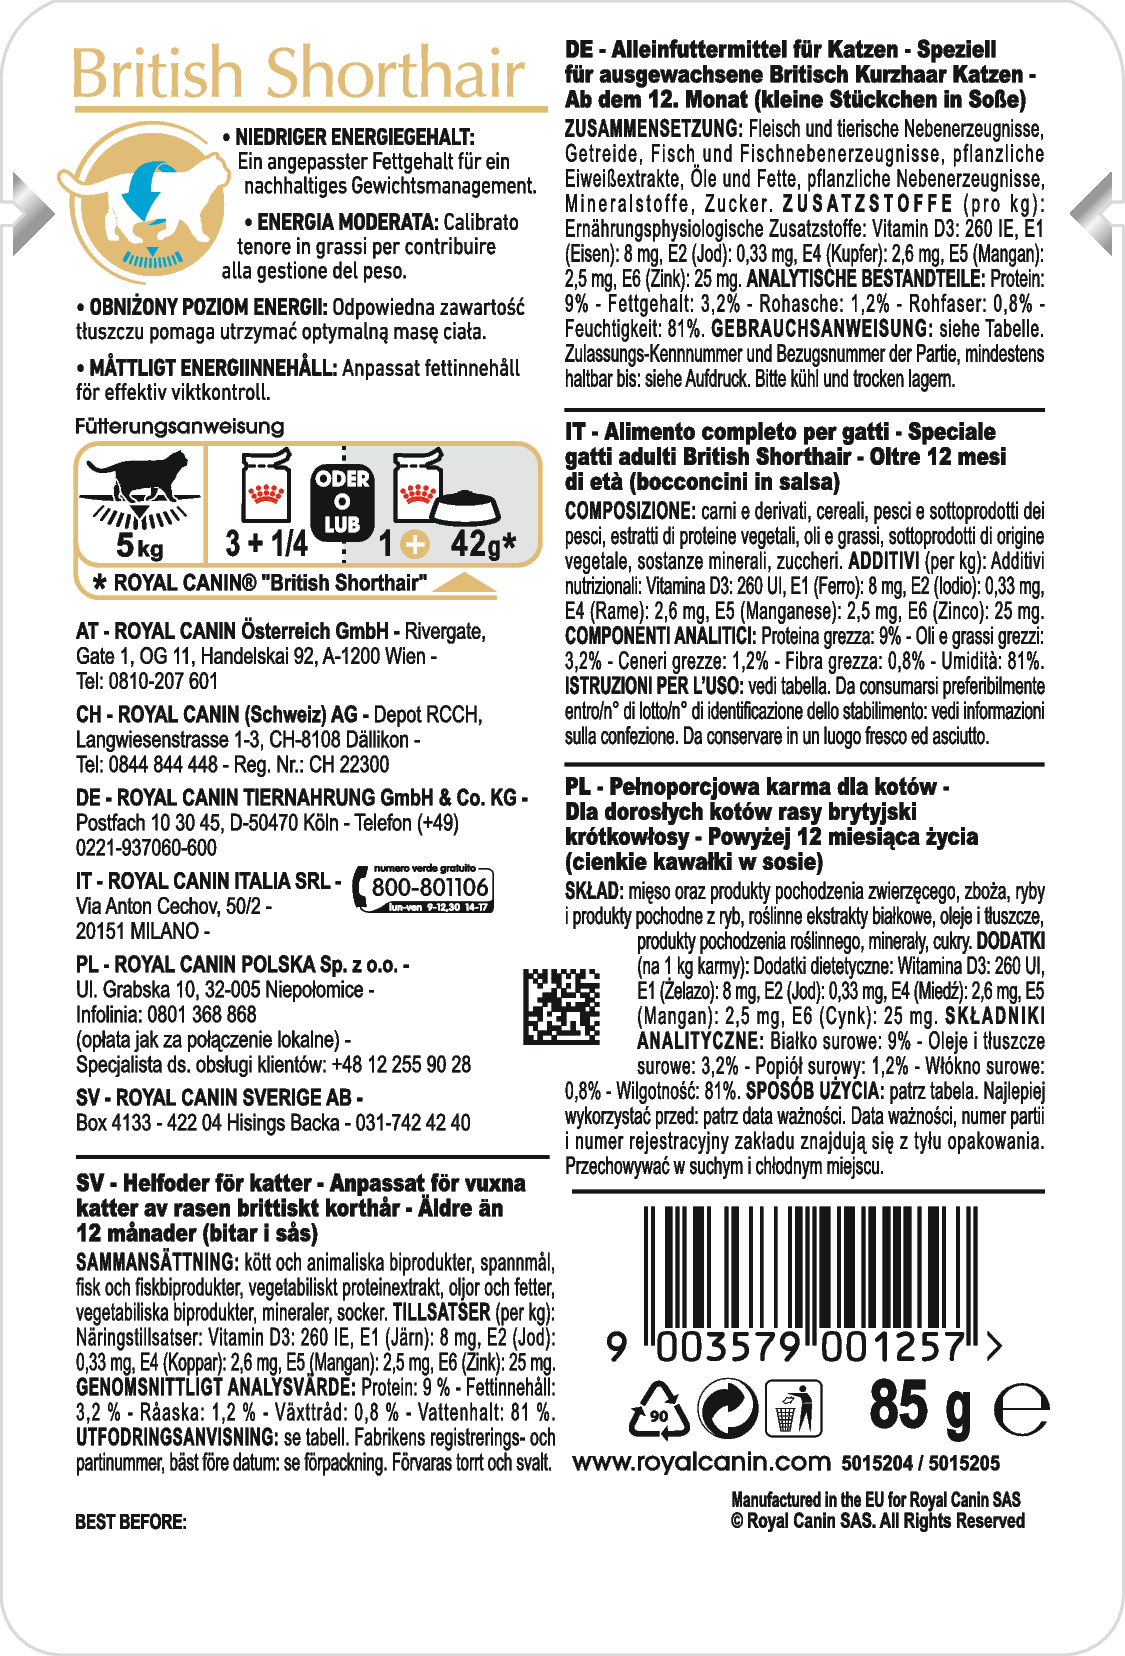 British Shorthair
• NIEDRIGER ENERGIEGEHALT:
Ein angepasster Fettgehalt für ein
nachhaltiges Gewichtsmanagement.
• ENERGIA MODERATA: Calibrato
tenore in grassi per contribuire
alla gestione del peso.
• OBNIŻONY POZIOM ENERGII: Odpowiedna zawartość
tłuszczu pomaga utrzymać optymalną masę ciała.
• MÅTTLIGT ENERGIINNEHÅLL: Anpassat fettinnehåll
för effektiv viktkontroll.
Fütterungsanweisung
ODER
O
LUB
5 kg
3 + 1/4
1 + 42g*
* ROYAL CANIN® "British Shorthair"
AT - ROYAL CANIN Österreich GmbH - Rivergate,
Gate 1, OG 11, Handelskai 92, A-1200 Wien -
Tel: 0810-207 601
CH - ROYAL CANIN (Schweiz) AG - Depot RCCH,
Langwiesenstrasse 1-3, CH-8108 Dällikon -
Tel: 0844 844 448 - Reg. Nr.: CH 22300
DE - ROYAL CANIN TIERNAHRUNG GmbH & Co. KG -
Postfach 10 30 45, D-50470 Köln - Telefon (+49)
0221-937060-600
IT - ROYAL CANIN ITALIA SRL -
Via Anton Cechov, 50/2 -
20151 MILANO -
numero verde gratuito
800-801106
lun-ven 9-12,30 14-17
PL - ROYAL CANIN POLSKA Sp. z o.o. -
Ul. Grabska 10, 32-005 Niepołomice -
Infolinia: 0801 368 868
(opłata jak za połączenie lokalne) -
Specjalista ds. obsługi klientów: +48 12 255 90 28
SV - ROYAL CANIN SVERIGE AB -
Box 4133 - 422 04 Hisings Backa - 031-742 42 40
SV - Helfoder för katter - Anpassat för vuxna
katter av rasen brittiskt korthår - Äldre än
12 månader (bitar i sås)
SAMMANSÄTTNING: kött och animaliska biprodukter, spannmål,
fisk och fiskbiprodukter, vegetabiliskt proteinextrakt, oljor och fetter,
vegetabiliska biprodukter, mineraler, socker. TILLSATSER (per kg):
Näringstillsatser: Vitamin D3: 260 IE, E1 (Järn): 8 mg, E2 (Jod):
0,33 mg, E4 (Koppar): 2,6 mg, E5 (Mangan): 2,5 mg, E6 (Zink): 25 mg.
GENOMSNITTLIGT ANALYSVÄRDE: Protein: 9 % - Fettinnehåll:
3,2 % - Råaska: 1,2 % - Växttråd: 0,8 % - Vattenhalt: 81 %.
UTFODRINGSANVISNING: se tabell. Fabrikens registrerings- och
partinummer, bäst före datum: se förpackning. Förvaras torrt och svalt.
BEST BEFORE:
DE - Alleinfuttermittel für Katzen - Speziell
für ausgewachsene Britisch Kurzhaar Katzen -
Ab dem 12. Monat (kleine Stückchen in Soße)
ZUSAMMENSETZUNG: Fleisch und tierische Nebenerzeugnisse,
Getreide, Fisch und Fischnebenerzeugnisse, pflanzliche
Eiweißextrakte, Öle und Fette, pflanzliche Nebenerzeugnisse,
Mineralstoffe, Zucker. ZUSATZSTOFFE (pro kg):
Ernährungsphysiologische Zusatzstoffe: Vitamin D3: 260 IE, E1
(Eisen): 8 mg, E2 (Jod): 0,33 mg, E4 (Kupfer): 2,6 mg, E5 (Mangan):
2,5 mg, E6 (Zink): 25 mg. ANALYTISCHE BESTANDTEILE: Protein:
9% - Fettgehalt: 3,2% - Rohasche: 1,2% - Rohfaser: 0,8% -
Feuchtigkeit: 81%. GEBRAUCHSANWEISUNG: siehe Tabelle.
Zulassungs-Kennnummer und Bezugsnummer der Partie, mindestens
haltbar bis: siehe Aufdruck. Bitte kühl und trocken lagern.
IT - Alimento completo per gatti - Speciale
gatti adulti British Shorthair - Oltre 12 mesi
di età (bocconcini in salsa)
COMPOSIZIONE: carni e derivati, cereali, pesci e sottoprodotti dei
pesci, estratti di proteine vegetali, oli e grassi, sottoprodotti di origine
vegetale, sostanze minerali, zuccheri. ADDITIVI (per kg): Additivi
nutrizionali: Vitamina D3: 260 UI, E1 (Ferro): 8 mg, E2 (Iodio): 0,33 mg,
E4 (Rame): 2,6 mg, E5 (Manganese): 2,5 mg, E6 (Zinco): 25 mg.
COMPONENTI ANALITICI: Proteina grezza: 9% - Oli e grassi grezzi:
3,2% - Ceneri grezze: 1,2% - Fibra grezza: 0,8% - Umidità: 81%.
ISTRUZIONI PER L'USO: vedi tabella. Da consumarsi preferibilmente
entro/n° di lotto/n° di identificazione dello stabilimento: vedi informazioni
sulla confezione. Da conservare in un luogo fresco ed asciutto.
PL - Pełnoporcjowa karma dla kotów -
Dla dorosłych kotów rasy brytyjski
krótkowłosy - Powyżej 12 miesiąca życia
(cienkie kawałki w sosie)
SKŁAD: mięso oraz produkty pochodzenia zwierzęcego, zboża, ryby
i produkty pochodne z ryb, roślinne ekstrakty białkowe, oleje i tłuszcze,
produkty pochodzenia roślinnego, minerały, cukry. DODATKI
(na 1 kg karmy): Dodatki dietetyczne: Witamina D3: 260 UI,
E1 (Żelazo): 8 mg, E2 (Jod): 0,33 mg, E4 (Miedź): 2,6 mg, E5
(Mangan): 2,5 mg, E6 (Cynk): 25 mg. SKŁADNIKI
ANALITYCZNE: Białko surowe: 9% - Oleje i tłuszcze
surowe: 3,2% - Popiół surowy: 1,2% - Włókno surowe:
0,8% - Wilgotność: 81%. SPOSÓB UŻYCIA: patrz tabela. Najlepiej
wykorzystać przed: patrz data ważności. Data ważności, numer partii
i numer rejestracyjny zakładu znajdują się z tyłu opakowania.
Przechowywać w suchym i chłodnym miejscu.
9 003579 001257 >
90
85 g e
www.royalcanin.com 5015204 / 5015205
Manufactured in the EU for Royal Canin SAS
© Royal Canin SAS. All Rights Reserved